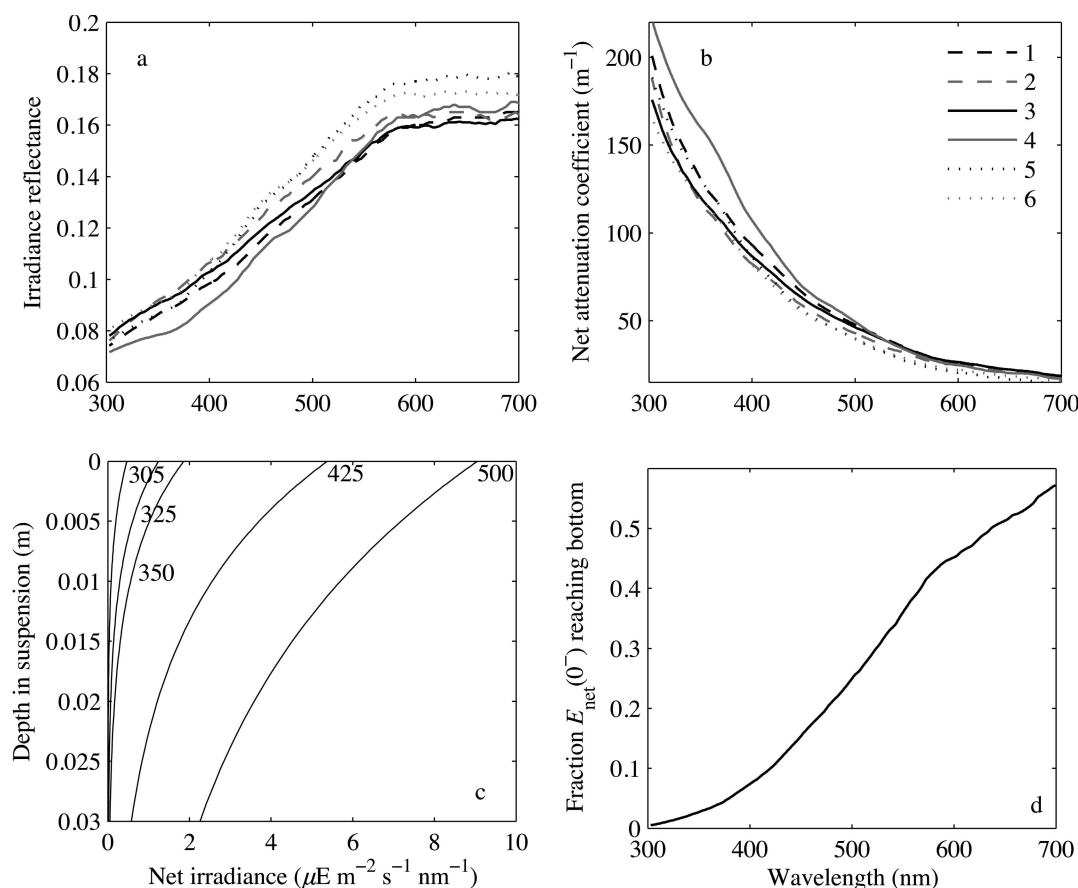 a
Irradiance reflectance
0.2
0.18
0.16
0.14
0.12
0.1
0.08
0.06
300 400 500 600 700
b
1
2
3
4
5
6
Net attenuation coefficient (m⁻¹)
200
150
100
50
300 400 500 600 700
305
325
350
425
500
c
Depth in suspension (m)
0
0.005
0.01
0.015
0.02
0.025
0.03
0 2 4 6 8 10
Net irradiance (μE m⁻² s⁻¹ nm⁻¹)
d
Fraction E_net(0⁻) reaching bottom
0.5
0.4
0.3
0.2
0.1
0
300 400 500 600 700
Wavelength (nm)